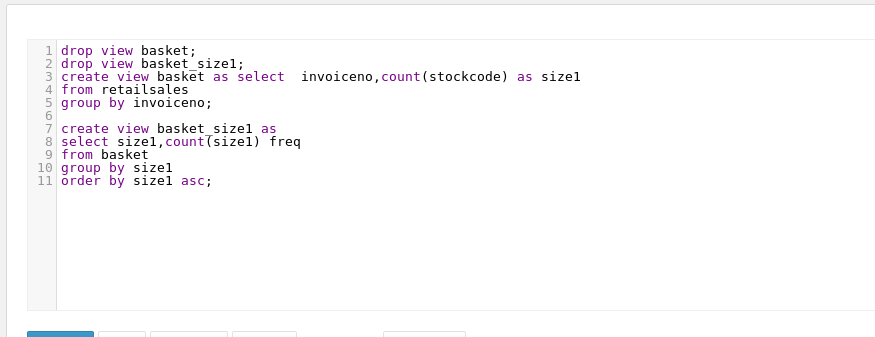 1 drop view basket;
2 drop view basket_size1;
3 create view basket as select  invoiceno,count(stockcode) as size1
4 from retailsales
5 group by invoiceno;
6
7 create view basket_size1 as
8 select size1,count(size1) freq
9 from basket
10 group by size1
11 order by size1 asc;